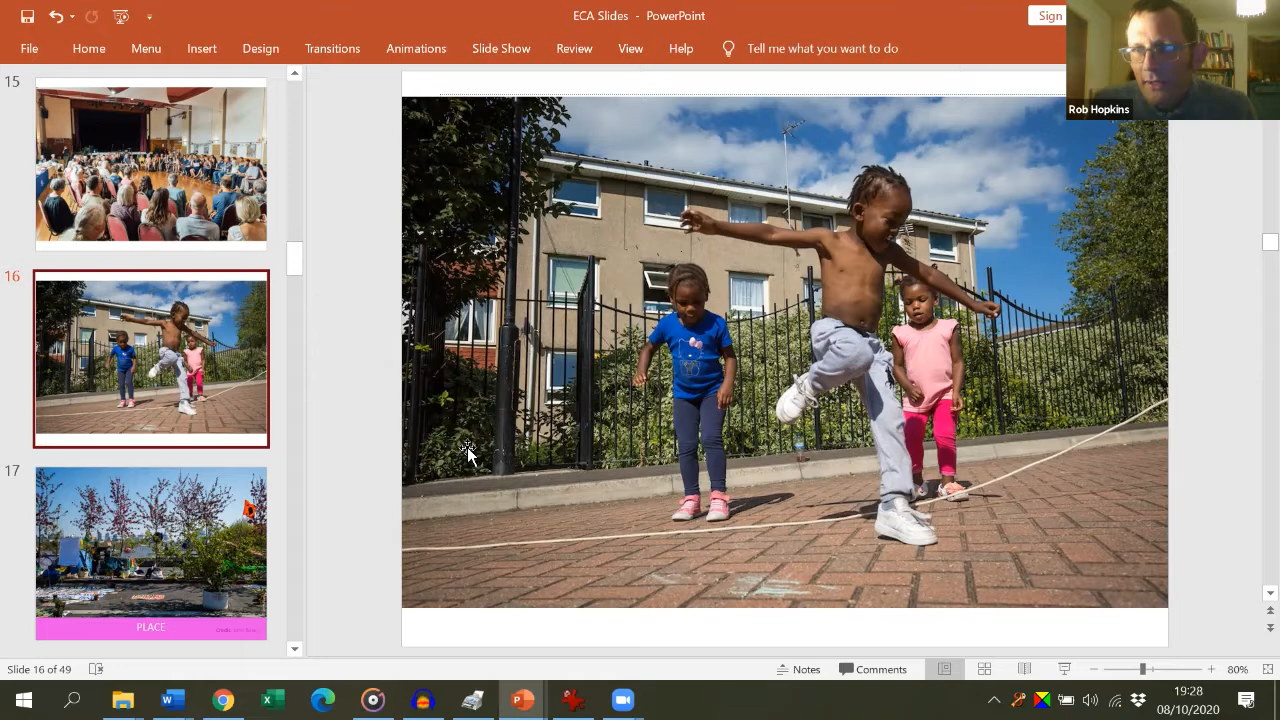 ECA Slides - PowerPoint
Sign
File Home Menu Insert Design Transitions Animations Slide Show Review View Help Tell me what you want to do
Rob Hopkins
15
16
17
PLACE
Slide 16 of 49
Notes
Comments
80%
19:28
08/10/2020